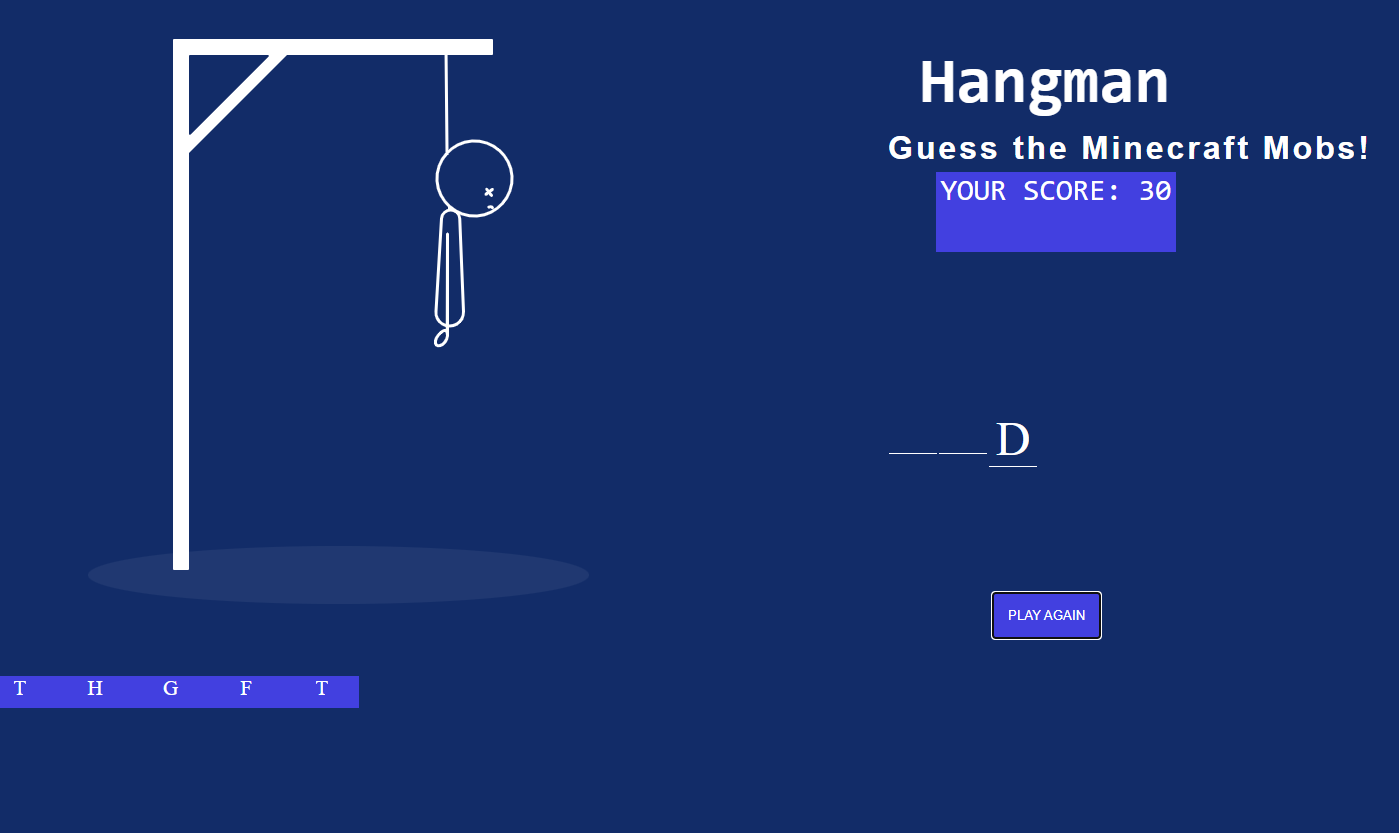 Hangman
Guess the Minecraft Mobs!
YOUR SCORE: 30
D
PLAY AGAIN
T H G F T